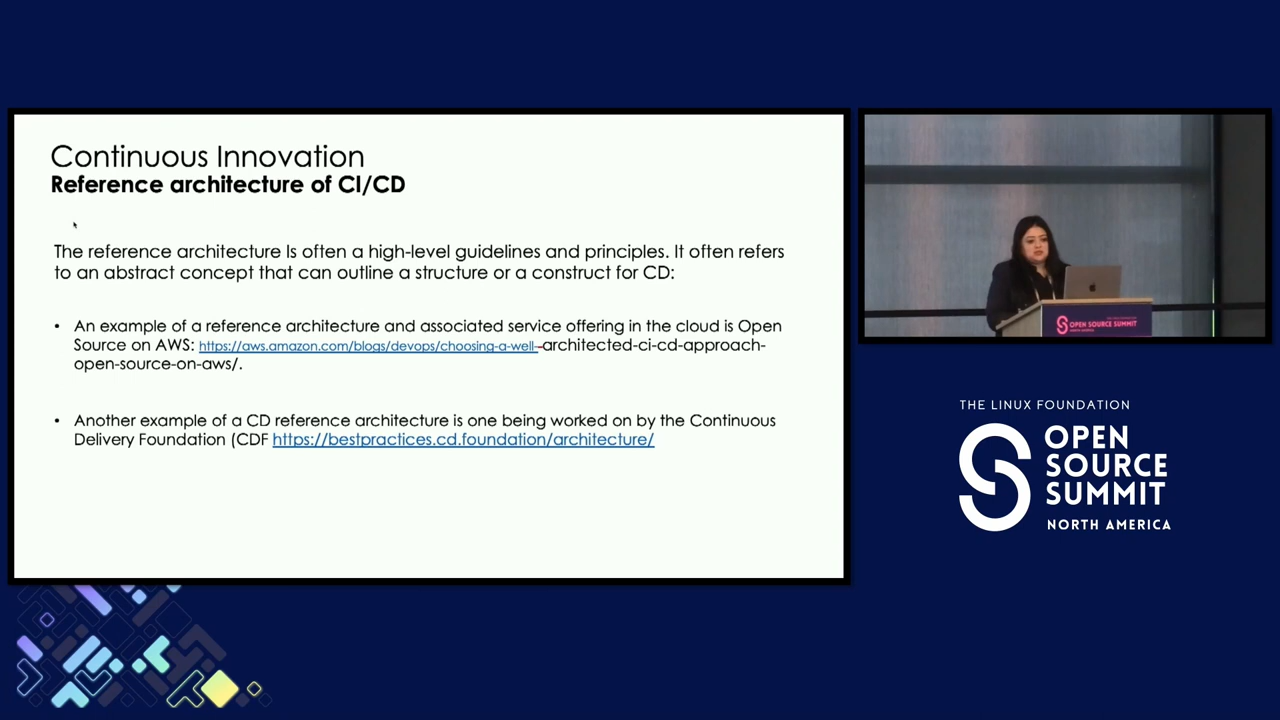 Continuous Innovation
Reference architecture of CI/CD
The reference architecture Is often a high-level guidelines and principles. It often refers
to an abstract concept that can outline a structure or a construct for CD:
• An example of a reference architecture and associated service offering in the cloud is Open
Source on AWS: https://aws.amazon.com/blogs/devops/choosing-a-well--architected-ci-cd-approach-
open-source-on-aws/.
• Another example of a CD reference architecture is one being worked on by the Continuous
Delivery Foundation (CDF https://bestpractices.cd.foundation/architecture/
OPEN SOURCE SUMMIT
THE LINUX FOUNDATION
OPEN
SOURCE
SUMMIT
NORTH AMERICA